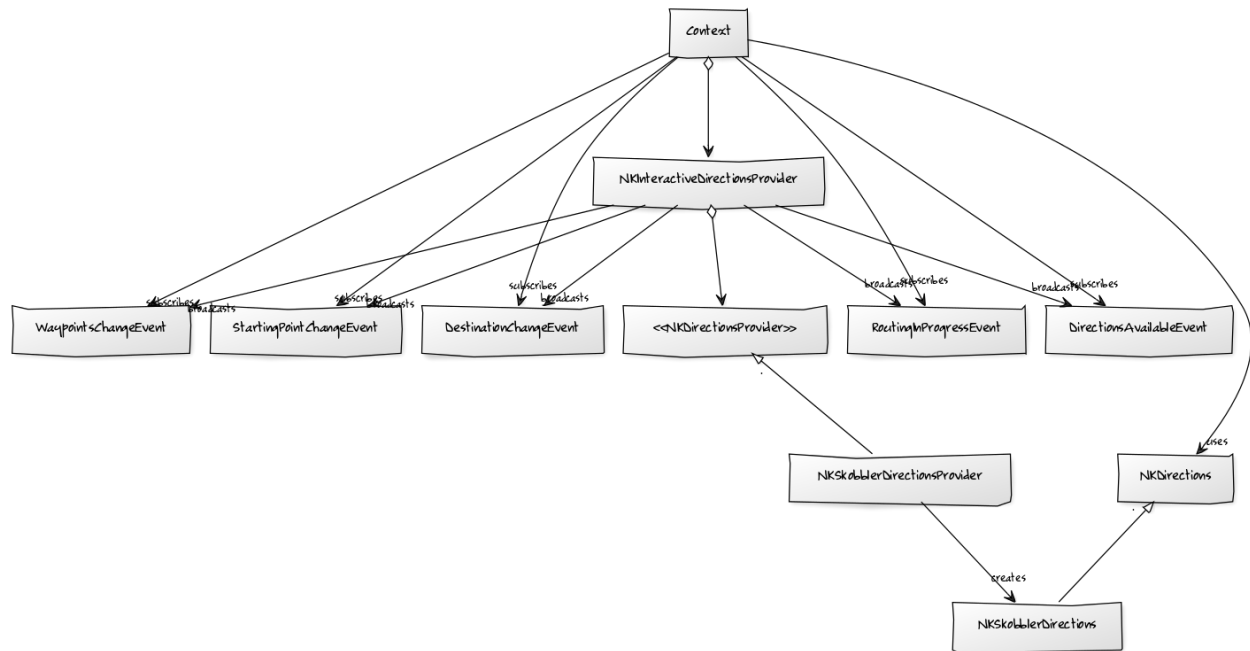 Context
NKInteractiveDirectionsProvider
subscribes
broadcasts
subscribes
broadcasts
subscribes
broadcasts
broadcasts
subscribes
broadcasts
subscribes
WaypointsChangeEvent
StartingPointChangeEvent
DestinationChangeEvent
<<NKDirectionsProvider>>
RoutingInProgressEvent
DirectionsAvailableEvent
.
uses
NKSkobblerDirectionsProvider
NKDirections
.
creates
NKSkobblerDirections